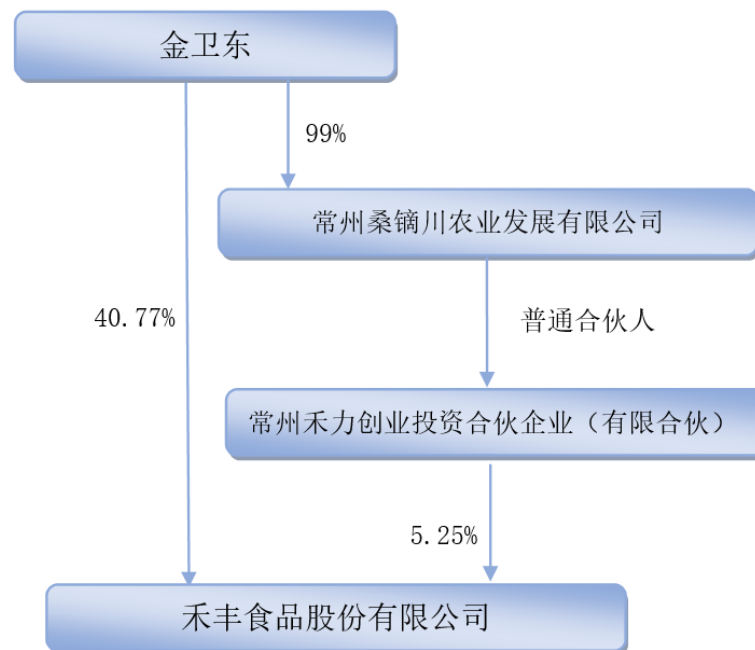 金卫东
99%
常州桑镝川农业发展有限公司
40.77%
普通合伙人
常州禾力创业投资合伙企业（有限合伙）
5.25%
禾丰食品股份有限公司